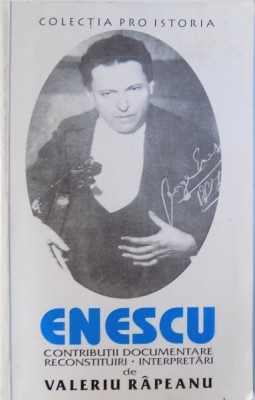 COLECȚIA PRO ISTORIA
ENESCU
CONTRIBUȚII DOCUMENTARE
RECONSTITUIRI • INTERPRETĂRI
de
VALERIU RÂPEANU